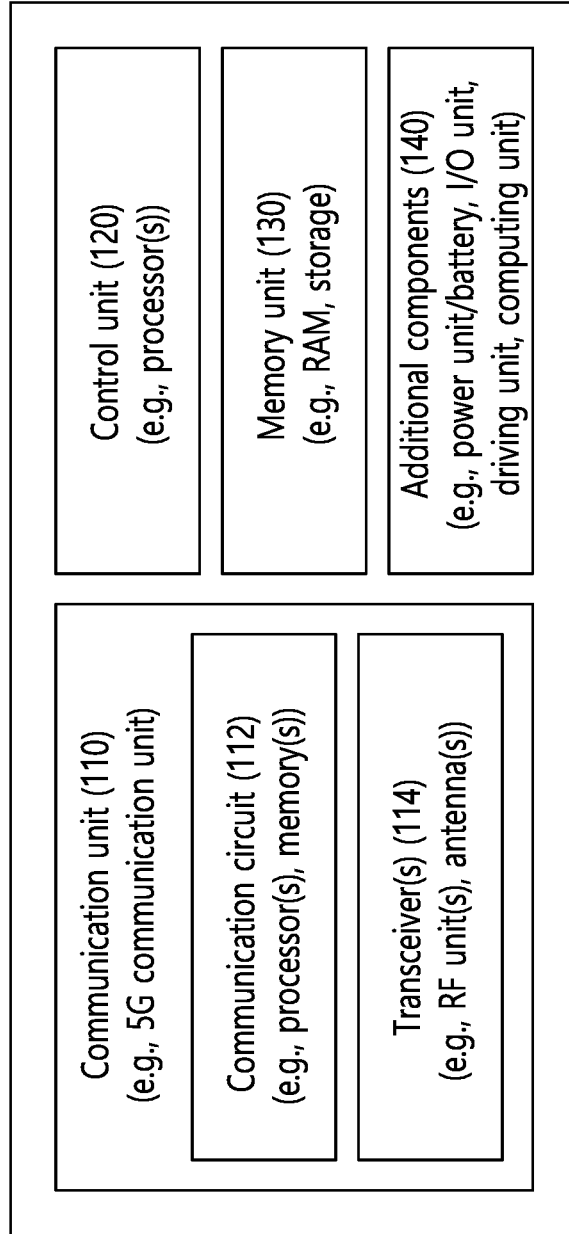 Communication unit (110)
(e.g., 5G communication unit)
Communication circuit (112)
(e.g., processor(s), memory(s))
Transceiver(s) (114)
(e.g., RF unit(s), antenna(s))
Control unit (120)
(e.g., processor(s))
Memory unit (130)
(e.g., RAM, storage)
Additional components (140)
(e.g., power unit/battery, I/O unit,
driving unit, computing unit)